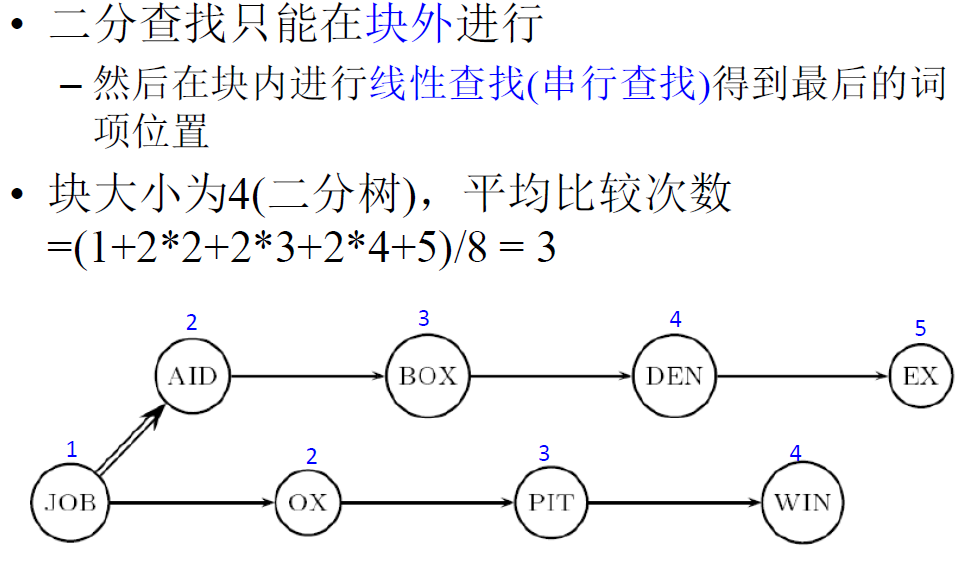 • 二分查找只能在块外进行
– 然后在块内进行线性查找(串行查找)得到最后的词
项位置
• 块大小为4(二分树)，平均比较次数
=(1+2*2+2*3+2*4+5)/8 = 3
2 3 4 5
AID BOX DEN EX
1 2 3 4
JOB OX PIT WIN